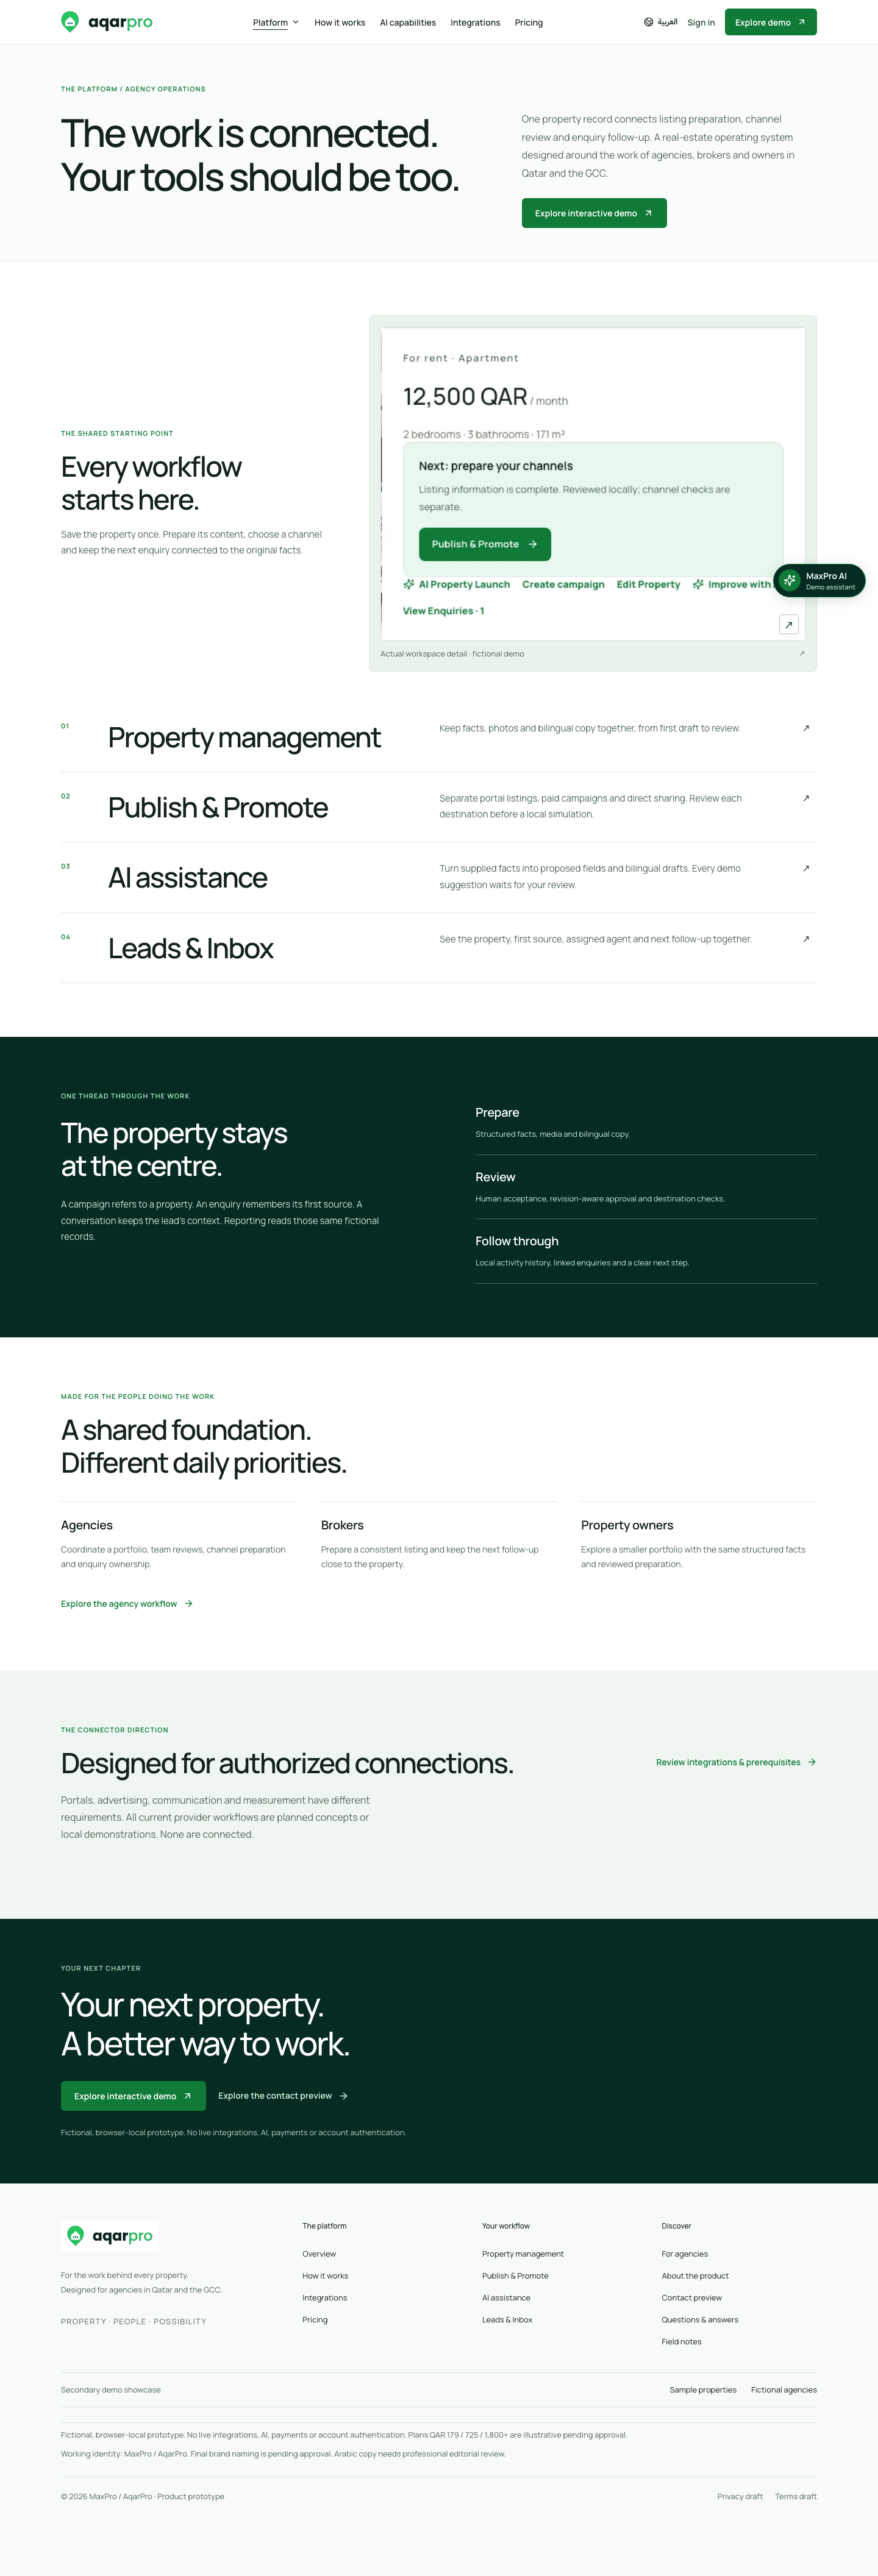 aqarpro
Platform
How it works
AI capabilities
Integrations
Pricing
العربية
Sign in
Explore demo
THE PLATFORM / AGENCY OPERATIONS
The work is connected.
Your tools should be too.
One property record connects listing preparation, channel
review and enquiry follow-up. A real-estate operating system
designed around the work of agencies, brokers and owners in
Qatar and the GCC.
Explore interactive demo
THE SHARED STARTING POINT
Every workflow
starts here.
Save the property once. Prepare its content, choose a channel
and keep the next enquiry connected to the original facts.
For rent · Apartment
12,500 QAR / month
2 bedrooms · 3 bathrooms · 171 m²
Next: prepare your channels
Listing information is complete. Reviewed locally; channel checks are
separate.
Publish & Promote
AI Property Launch
Create campaign
Edit Property
Improve with
View Enquiries · 1
MaxPro AI
Demo assistant
Actual workspace detail · fictional demo
01
Property management
Keep facts, photos and bilingual copy together, from first draft to review.
02
Publish & Promote
Separate portal listings, paid campaigns and direct sharing. Review each
destination before a local simulation.
03
AI assistance
Turn supplied facts into proposed fields and bilingual drafts. Every demo
suggestion waits for your review.
04
Leads & Inbox
See the property, first source, assigned agent and next follow-up together.
ONE THREAD THROUGH THE WORK
The property stays
at the centre.
A campaign refers to a property. An enquiry remembers its first source. A
conversation keeps the lead's context. Reporting reads those same fictional
records.
Prepare
Structured facts, media and bilingual copy.
Review
Human acceptance, revision-aware approval and destination checks.
Follow through
Local activity history, linked enquiries and a clear next step.
MADE FOR THE PEOPLE DOING THE WORK
A shared foundation.
Different daily priorities.
Agencies
Coordinate a portfolio, team reviews, channel preparation
and enquiry ownership.
Explore the agency workflow
Brokers
Prepare a consistent listing and keep the next follow-up
close to the property.
Property owners
Explore a smaller portfolio with the same structured facts
and reviewed preparation.
THE CONNECTOR DIRECTION
Designed for authorized connections.
Portals, advertising, communication and measurement have different
requirements. All current provider workflows are planned concepts or
local demonstrations. None are connected.
Review integrations & prerequisites
YOUR NEXT CHAPTER
Your next property.
A better way to work.
Explore interactive demo
Explore the contact preview
Fictional, browser-local prototype. No live integrations, AI, payments or account authentication.
aqarpro
For the work behind every property.
Designed for agencies in Qatar and the GCC.
PROPERTY · PEOPLE · POSSIBILITY
The platform
Overview
How it works
Integrations
Pricing
Your workflow
Property management
Publish & Promote
AI assistance
Leads & Inbox
Discover
For agencies
About the product
Contact preview
Questions & answers
Field notes
Secondary demo showcase
Sample properties
Fictional agencies
Fictional, browser-local prototype. No live integrations, AI, payments or account authentication. Plans QAR 179 / 725 / 1,800+ are illustrative pending approval.
Working identity: MaxPro / AqarPro. Final brand naming is pending approval. Arabic copy needs professional editorial review.
© 2026 MaxPro / AqarPro · Product prototype
Privacy draft
Terms draft